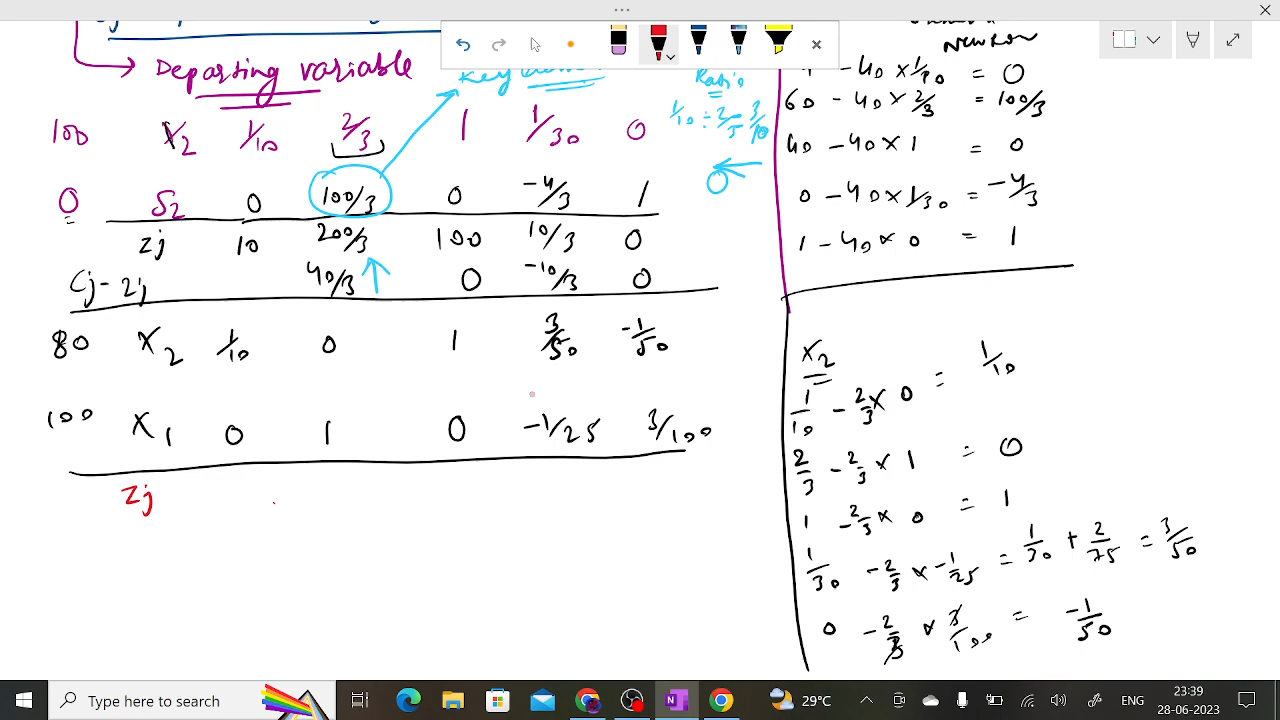 Departing variable
Ratio
1/10 ÷ 2/3 3/10
100 X2 1/10 2/3 1 1/30 0
0
0 S2 0 100/3 0 -4/3 1
Zj 10 200/3 100 10/3 0
Cj - Zj 40/3 0 -10/3 0
80 X2 1/10 0 1 3/50 -1/50
100 X1 0 1 0 -1/25 3/100
Zj
New Row
- 40 × 1/10 = 0
60 - 40 × 2/3 = 100/3
40 - 40 × 1 = 0
0 - 40 × 1/30 = -4/3
1 - 40 × 0 = 1
X2
1/10 - 2/3 × 0 = 1/10
2/3 - 2/3 × 1 = 0
1 - 2/3 × 0 = 1
1/30 - 2/3 × -1/25 = 1/30 + 2/75 = 3/50
0 - 2/3 × 3/100 = -1/50
Type here to search
29°C
ENG
28-06-2023